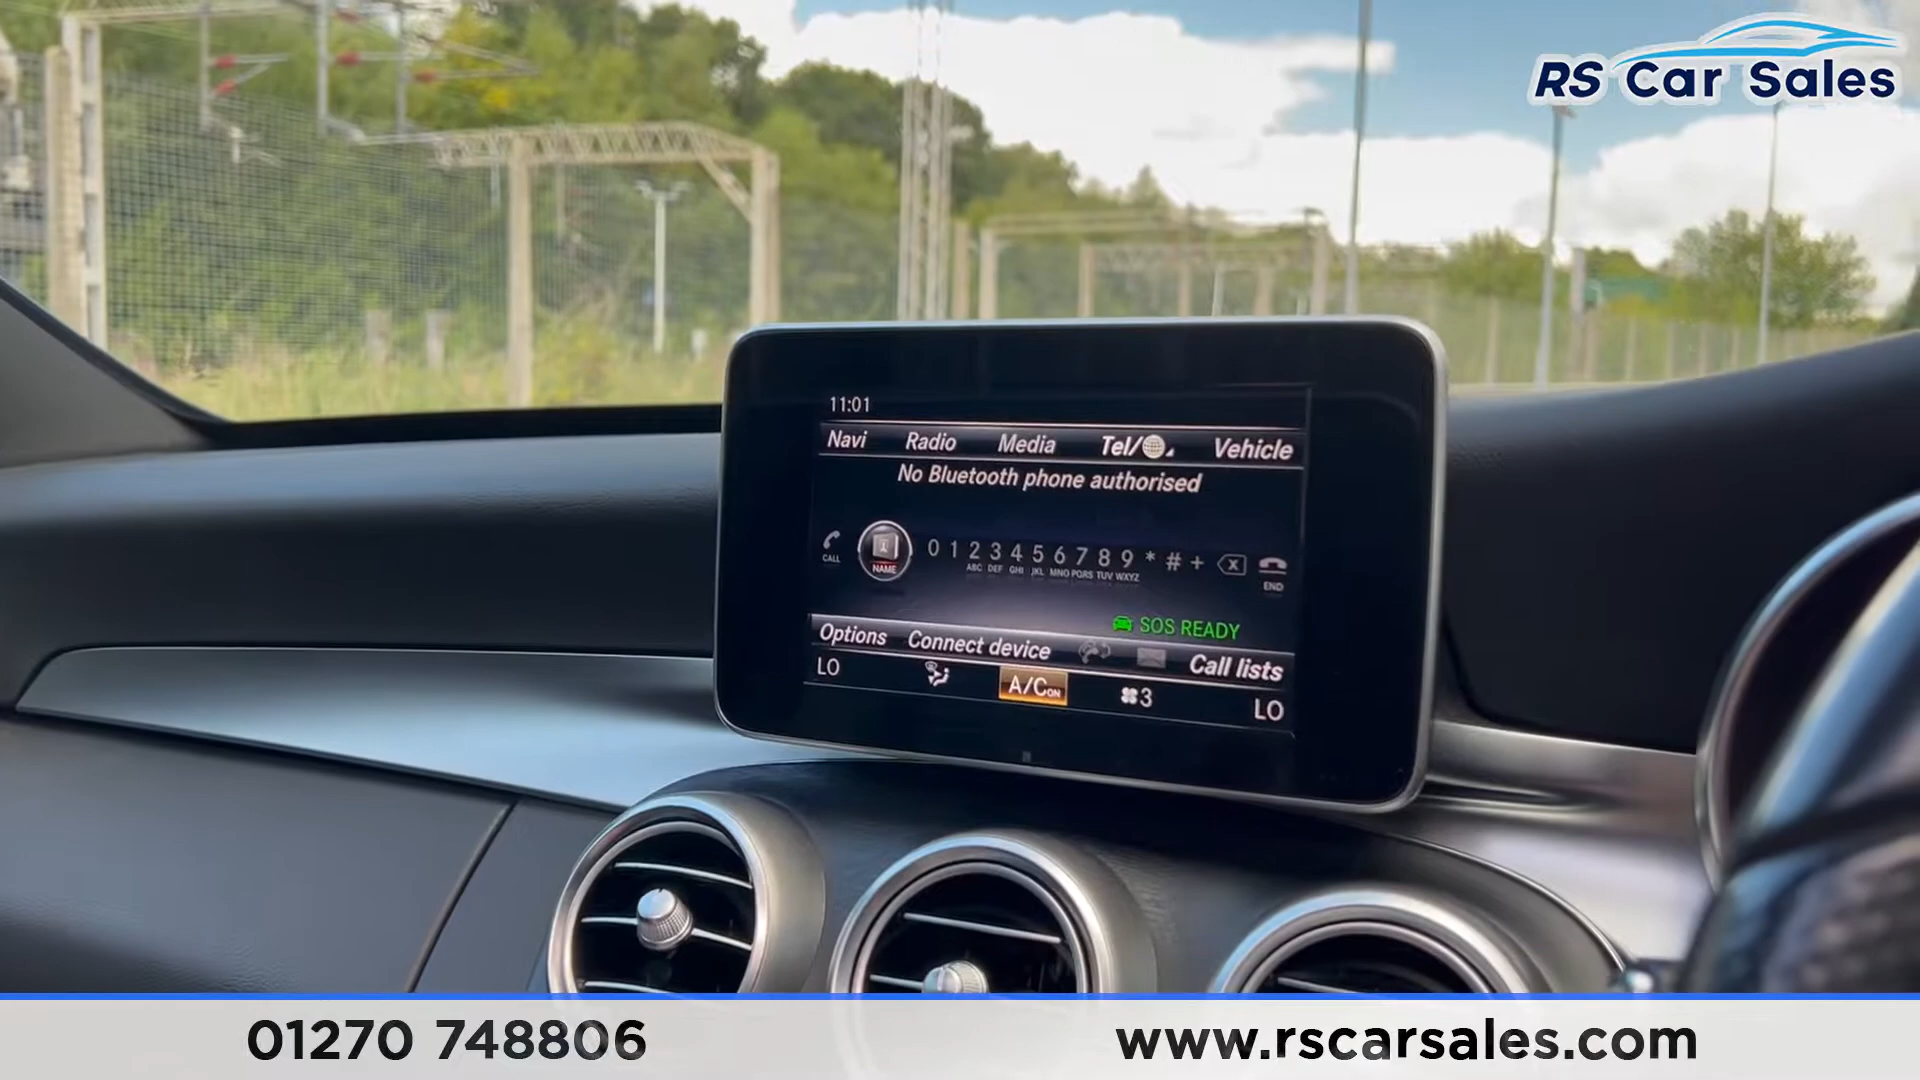 RS Car Sales
11:01
Navi Radio Media Tel/ Vehicle
No Bluetooth phone authorised
0 1 2 3 4 5 6 7 8 9 * # +
CALL NAME ABC DEF GHI JKL MNO PQRS TUV WXYZ END
SOS READY
Options Connect device Call lists
LO A/C ON 3 LO
01270 748806 www.rscarsales.com